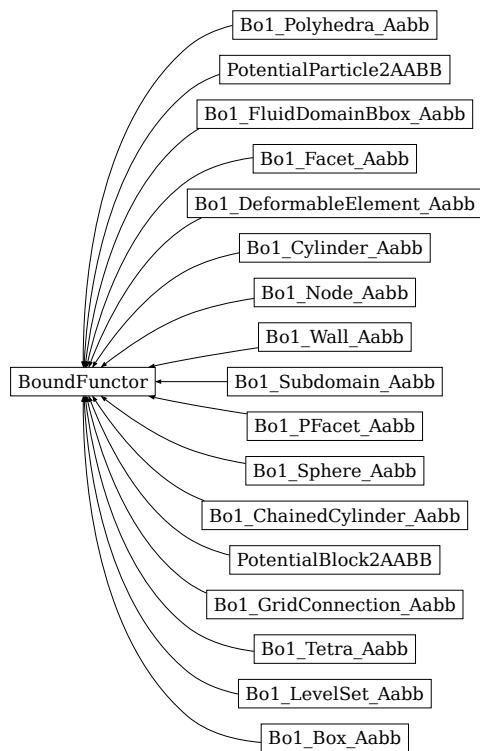 Bo1_Polyhedra_Aabb
PotentialParticle2AABB
Bo1_FluidDomainBbox_Aabb
Bo1_Facet_Aabb
Bo1_DeformableElement_Aabb
Bo1_Cylinder_Aabb
Bo1_Node_Aabb
Bo1_Wall_Aabb
BoundFunctor
Bo1_Subdomain_Aabb
Bo1_PFacet_Aabb
Bo1_Sphere_Aabb
Bo1_ChainedCylinder_Aabb
PotentialBlock2AABB
Bo1_GridConnection_Aabb
Bo1_Tetra_Aabb
Bo1_LevelSet_Aabb
Bo1_Box_Aabb